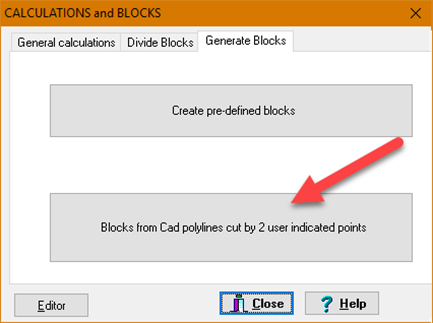 CALCULATIONS and BLOCKS
General calculations Divide Blocks Generate Blocks
Create pre-defined blocks
Blocks from Cad polylines cut by 2 user indicated points
Editor Close ? Help